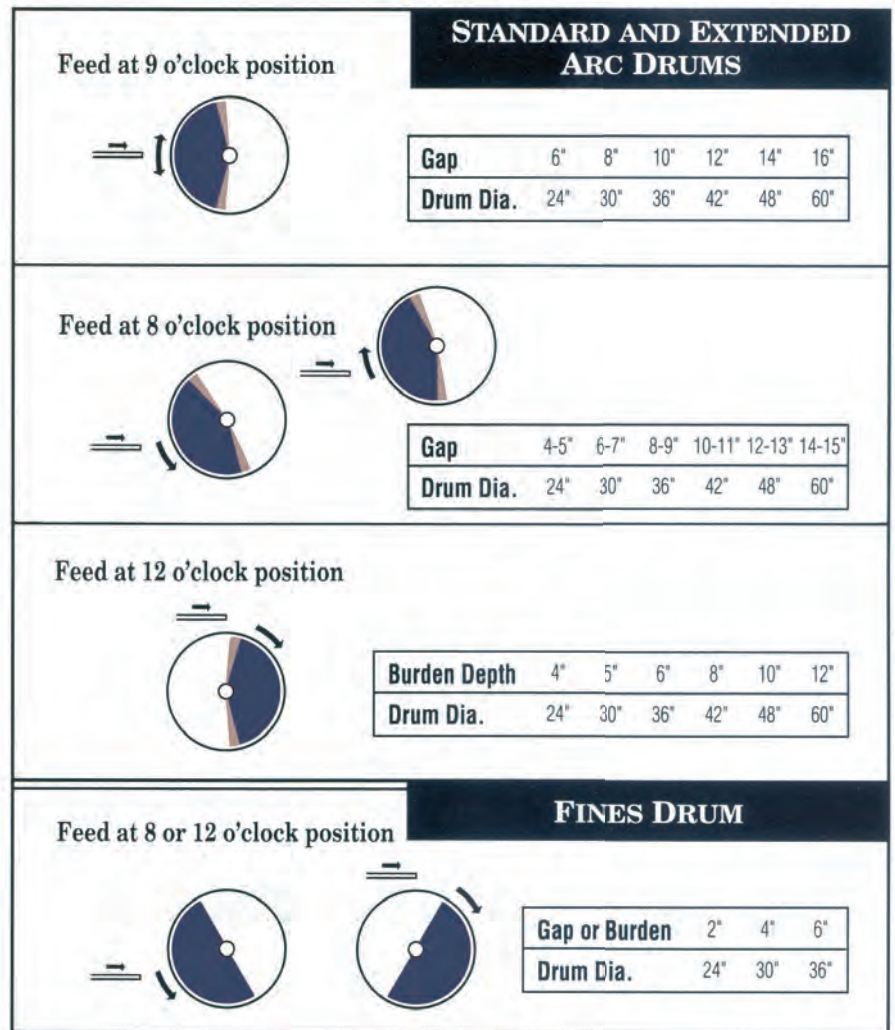 STANDARD AND EXTENDED
ARC DRUMS
Feed at 9 o'clock position
Gap 6" 8" 10" 12" 14" 16"
Drum Dia. 24" 30" 36" 42" 48" 60"
Feed at 8 o'clock position
Gap 4-5" 6-7" 8-9" 10-11" 12-13" 14-15"
Drum Dia. 24" 30" 36" 42" 48" 60"
Feed at 12 o'clock position
Burden Depth 4" 5" 6" 8" 10" 12"
Drum Dia. 24" 30" 36" 42" 48" 60"
FINES DRUM
Feed at 8 or 12 o'clock position
Gap or Burden 2" 4" 6"
Drum Dia. 24" 30" 36"